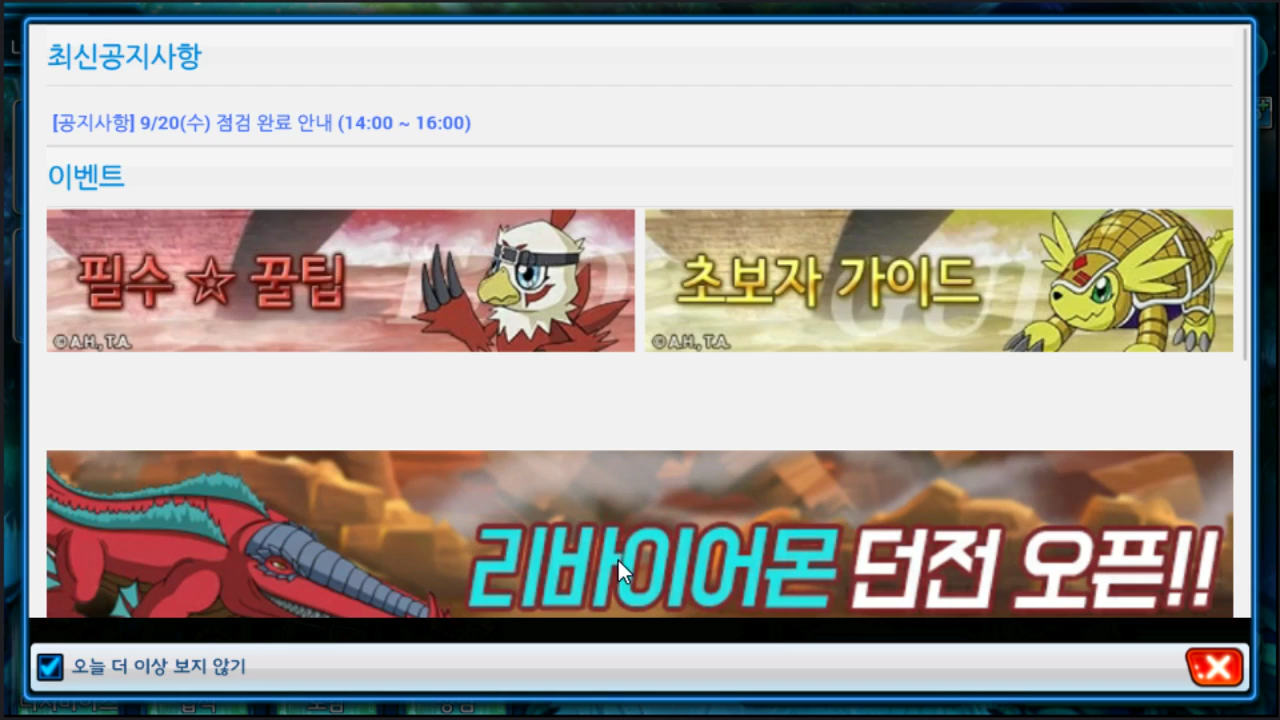 최신공지사항
[공지사항] 9/20(수) 점검 완료 안내 (14:00 ~ 16:00)
이벤트
필수 ☆ 꿀팁
©A.H., T.A.
초보자 가이드
©A.H., T.A.
리바이어몬 던전 오픈!!
오늘 더 이상 보지 않기